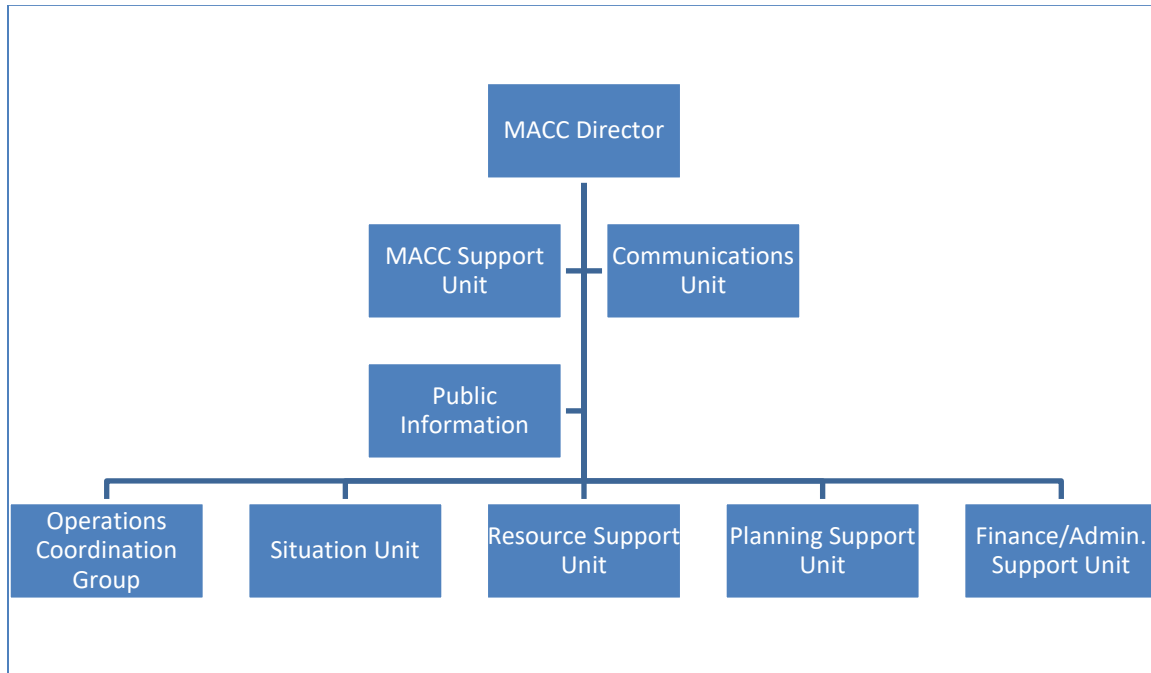 MACC Director
MACC Support
Unit
Communications
Unit
Public
Information
Operations
Coordination
Group
Situation Unit
Resource Support
Unit
Planning Support
Unit
Finance/Admin.
Support Unit